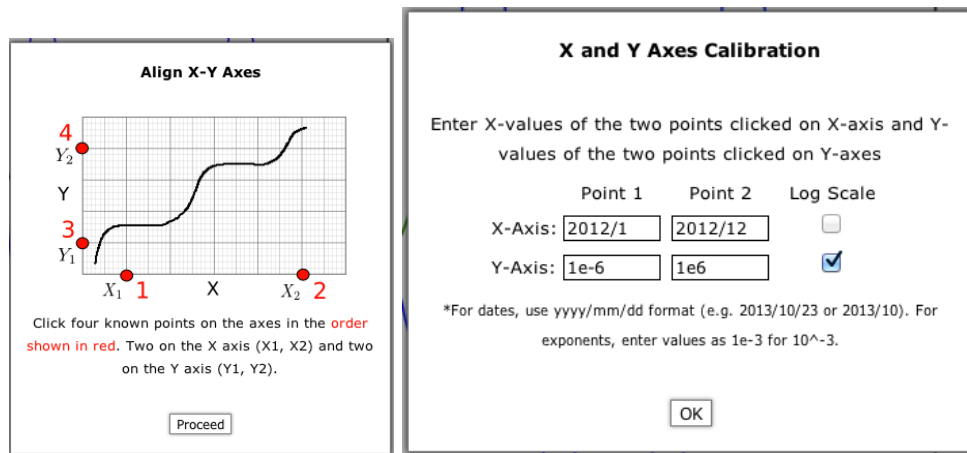 Align X-Y Axes
4
Y2
Y
3
Y1
X1 1 X X2 2
Click four known points on the axes in the order
shown in red. Two on the X axis (X1, X2) and two
on the Y axis (Y1, Y2).
Proceed
X and Y Axes Calibration
Enter X-values of the two points clicked on X-axis and Y-
values of the two points clicked on Y-axes
Point 1 Point 2 Log Scale
X-Axis: 2012/1 2012/12
Y-Axis: 1e-6 1e6
*For dates, use yyyy/mm/dd format (e.g. 2013/10/23 or 2013/10). For
exponents, enter values as 1e-3 for 10^-3.
OK